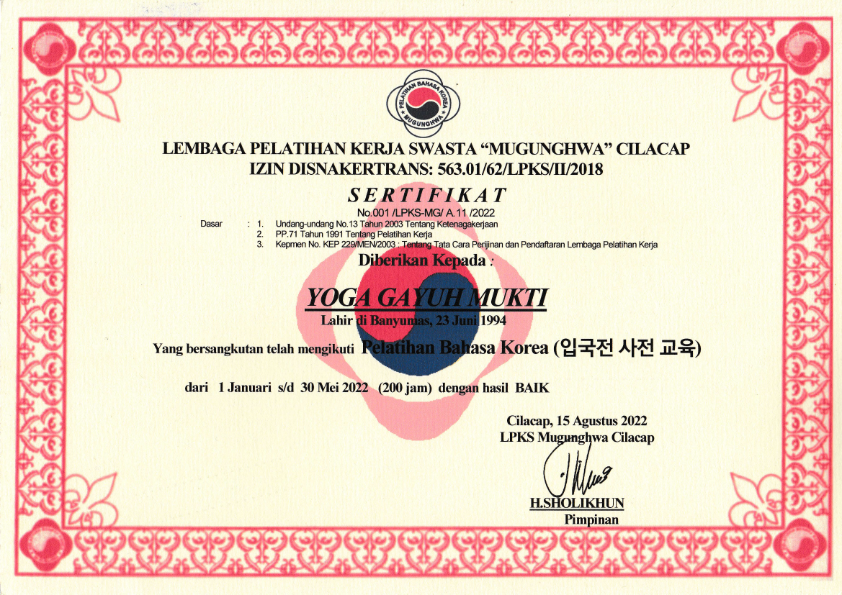 PELATIHAN BAHASA KOREA
MUGUNGHWA
LEMBAGA PELATIHAN KERJA SWASTA “MUGUNGHWA” CILACAP
IZIN DISNAKERTRANS: 563.01/62/LPKS/II/2018
SERTIFIKAT
No.001 /LPKS-MG/ A.11 /2022
Dasar : 1. Undang-undang No.13 Tahun 2003 Tentang Ketenagakerjaan
2. PP.71 Tahun 1991 Tentang Pelatihan Kerja
3. Kepmen No. KEP 229/MEN/2003 : Tentang Tata Cara Perijinan dan Pendaftaran Lembaga Pelatihan Kerja
Diberikan Kepada :
YOGA GAYUH MUKTI
Lahir di Banyumas, 23 Juni 1994
Yang bersangkutan telah mengikuti Pelatihan Bahasa Korea (입국전 사전 교육)
dari 1 Januari s/d 30 Mei 2022 (200 jam) dengan hasil BAIK
Cilacap, 15 Agustus 2022
LPKS Mugunghwa Cilacap
H.SHOLIKHUN
Pimpinan